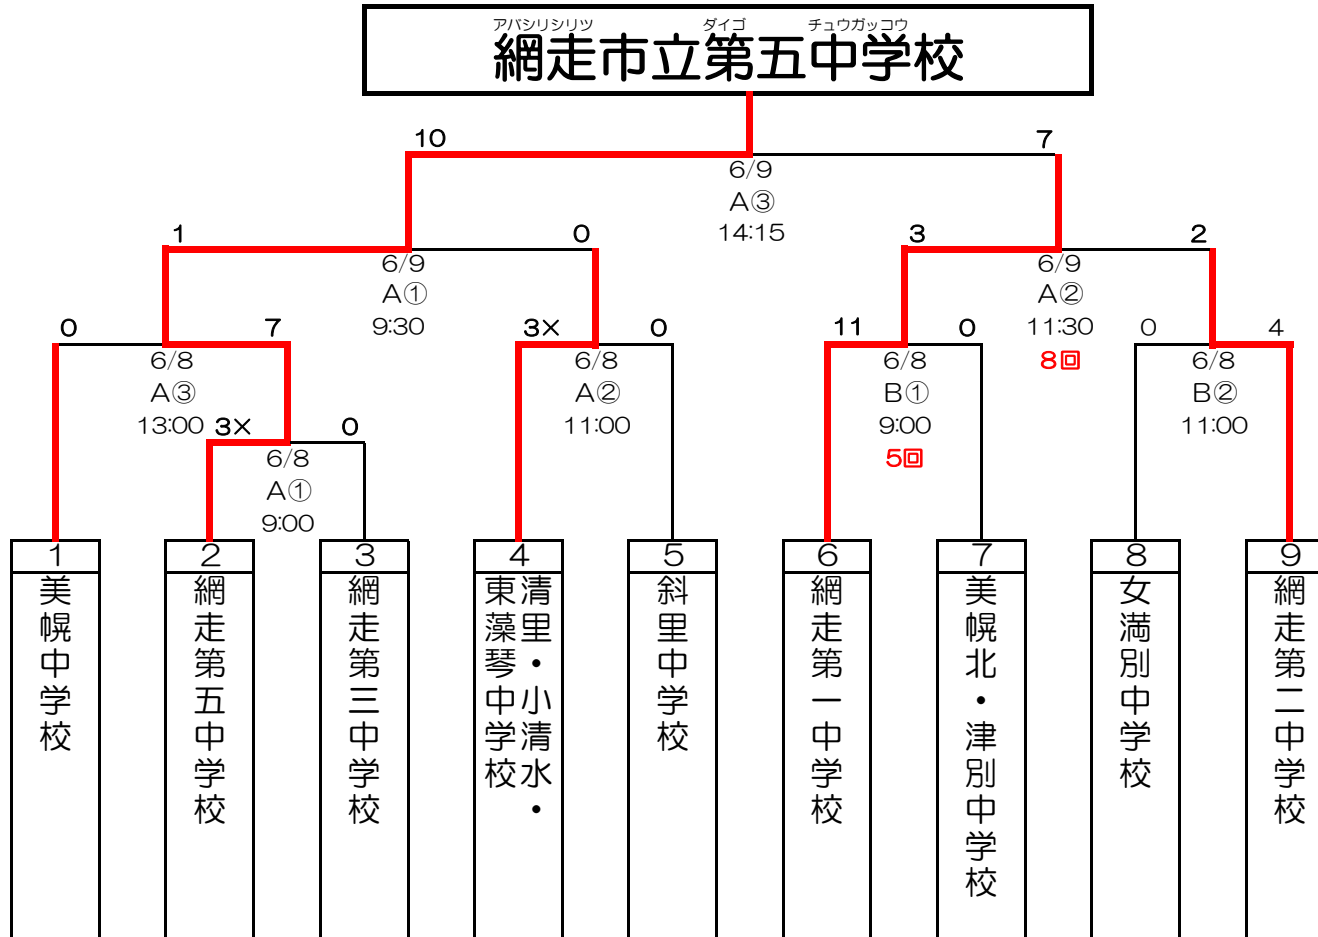 アバシリシリツ ダイゴ チュウガッコウ
網走市立第五中学校
10 7
6/9
A③
14:15
1 0 3 2
6/9 6/9
A① A②
9:30 11:30
8回
0 7 3× 0 11 0 0 4
6/8 6/8 6/8 6/8
A③ A② B① B②
13:00 11:00 9:00 11:00
5回
3× 0
6/8
A①
9:00
1 2 3 4 5 6 7 8 9
美幌中学校
網走第五中学校
網走第三中学校
清里・小清水・
東藻琴中学校
斜里中学校
網走第一中学校
美幌北・津別中学校
女満別中学校
網走第二中学校